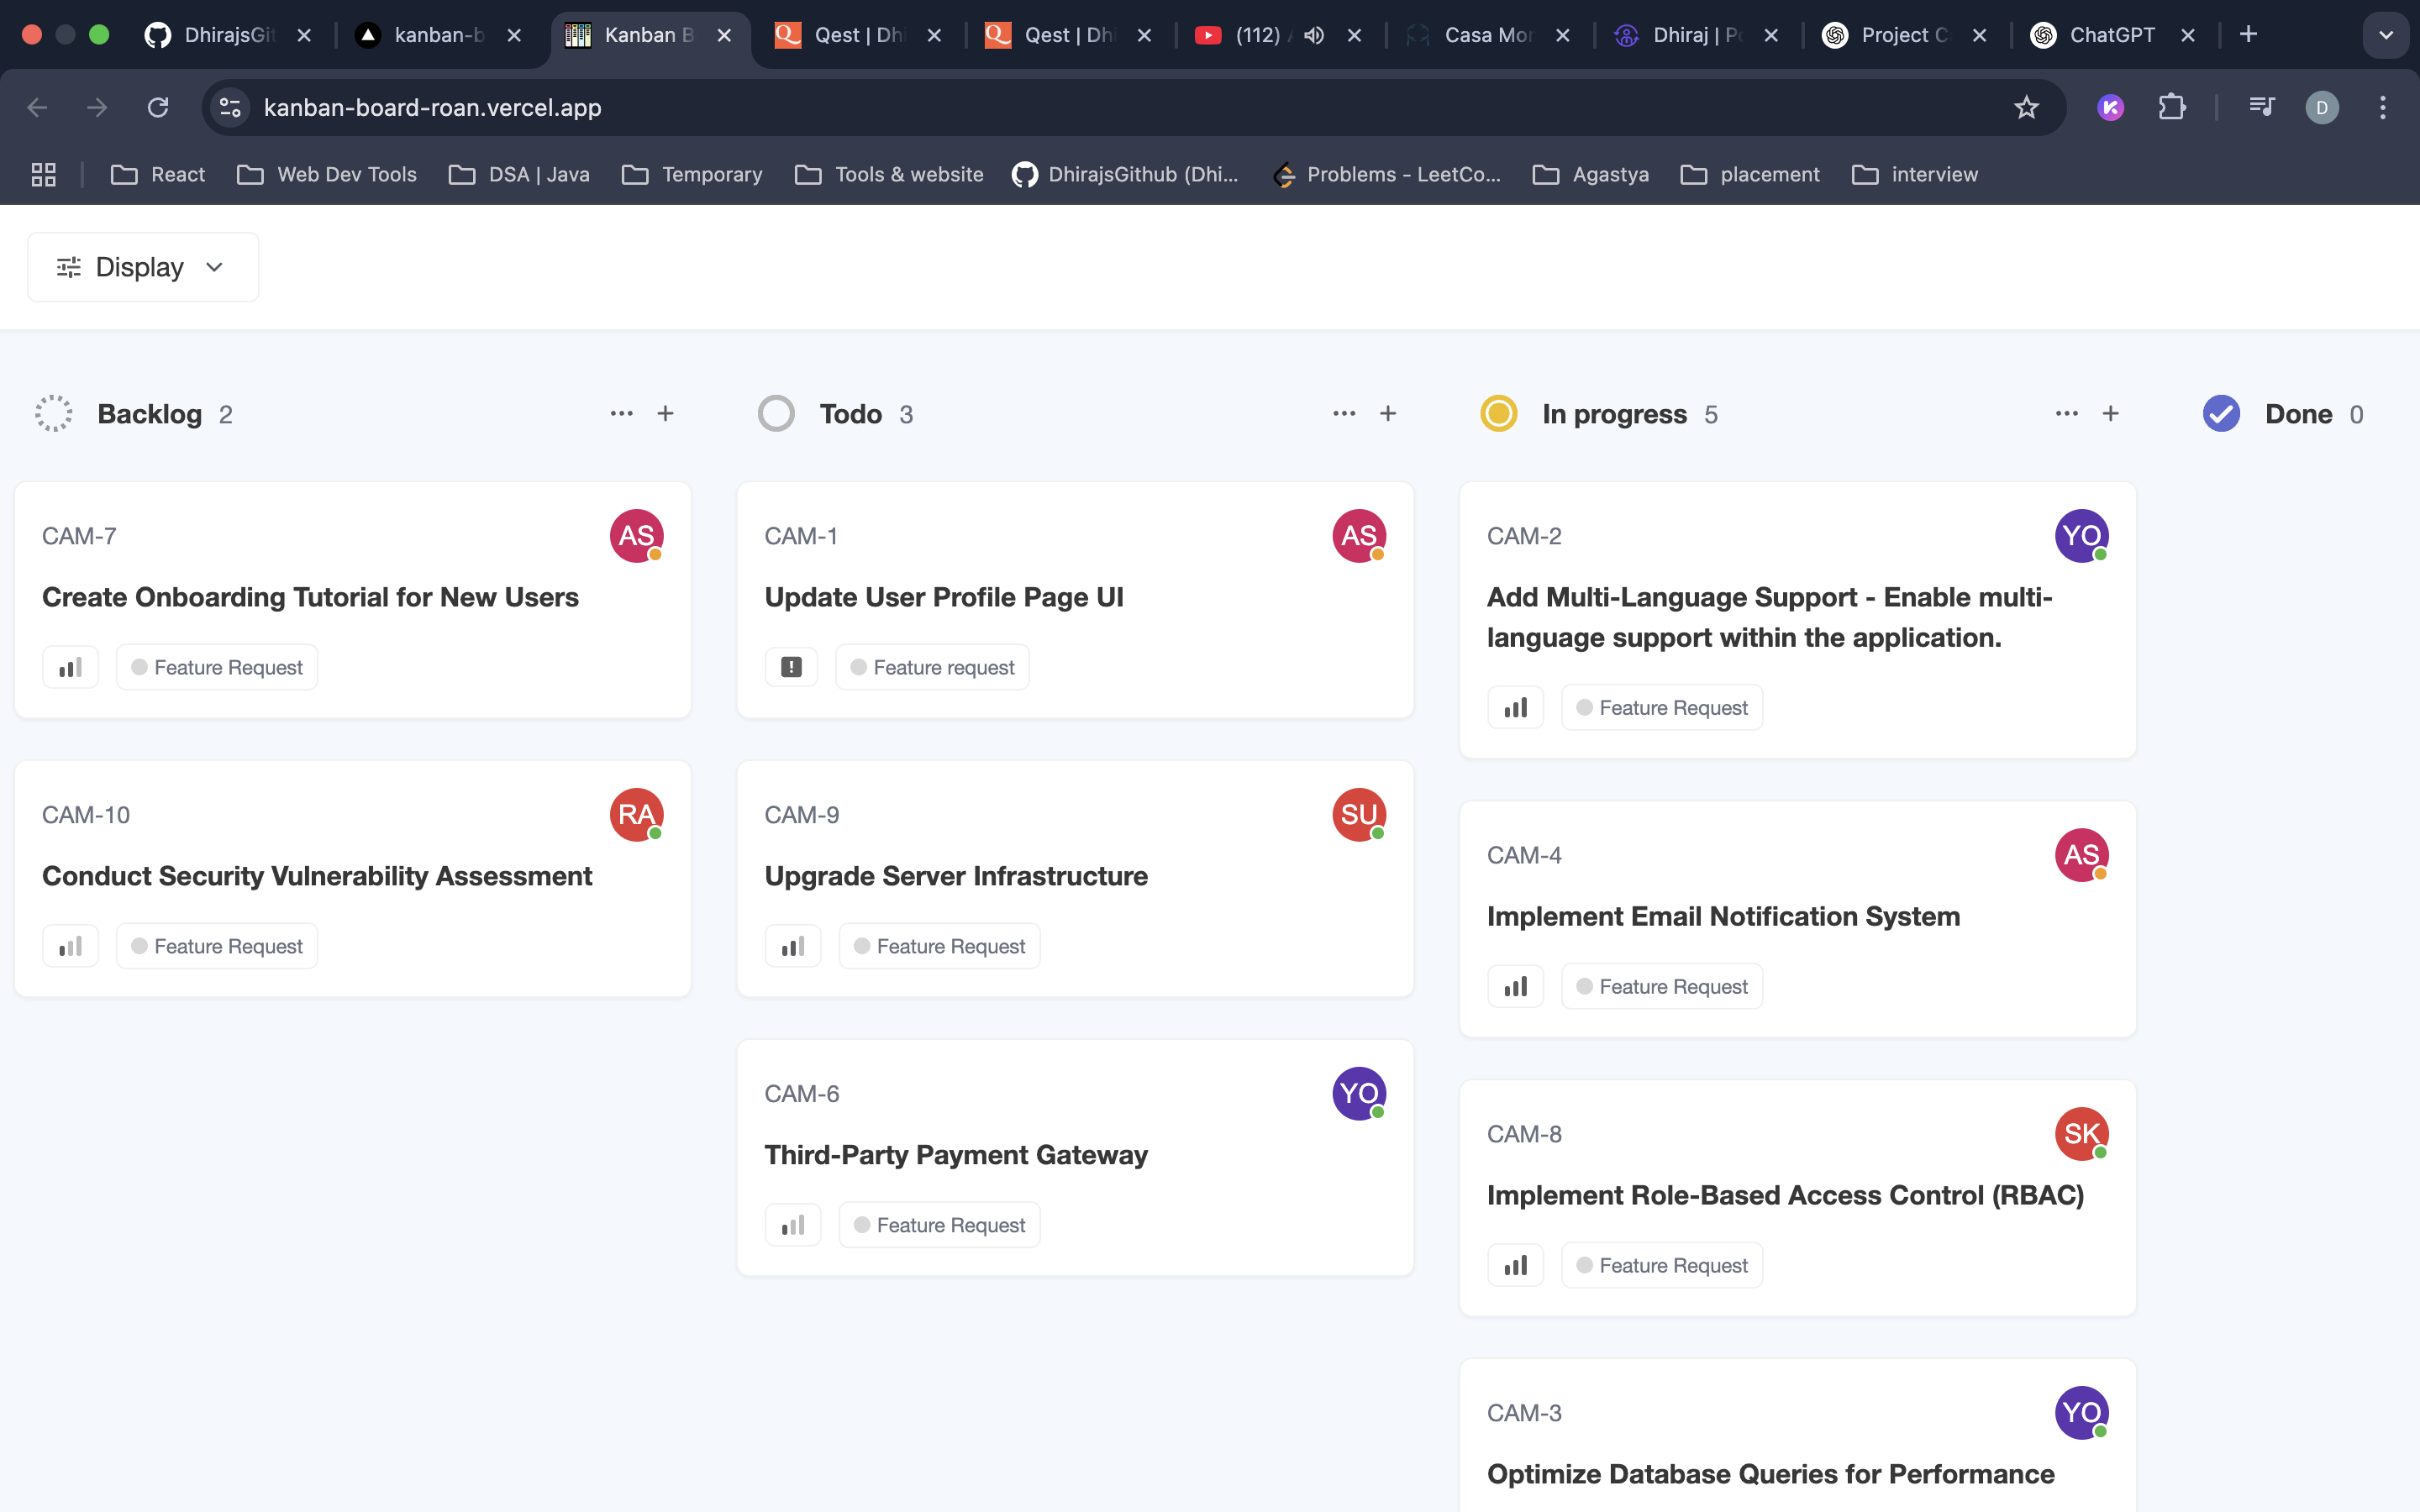 DhirajsGit
kanban-b
Kanban B
Qest | Dhi
Qest | Dhi
(112)
Casa Mor
Dhiraj | Po
Project C
ChatGPT
kanban-board-roan.vercel.app
D
React
Web Dev Tools
DSA | Java
Temporary
Tools & website
DhirajsGithub (Dhi...
Problems - LeetCo...
Agastya
placement
interview
Display
Backlog 2
Todo 3
In progress 5
Done 0
CAM-7
AS
Create Onboarding Tutorial for New Users
Feature Request
CAM-10
RA
Conduct Security Vulnerability Assessment
Feature Request
CAM-1
AS
Update User Profile Page UI
Feature request
CAM-9
SU
Upgrade Server Infrastructure
Feature Request
CAM-6
YO
Third-Party Payment Gateway
Feature Request
CAM-2
YO
Add Multi-Language Support - Enable multi-
language support within the application.
Feature Request
CAM-4
AS
Implement Email Notification System
Feature Request
CAM-8
SK
Implement Role-Based Access Control (RBAC)
Feature Request
CAM-3
YO
Optimize Database Queries for Performance